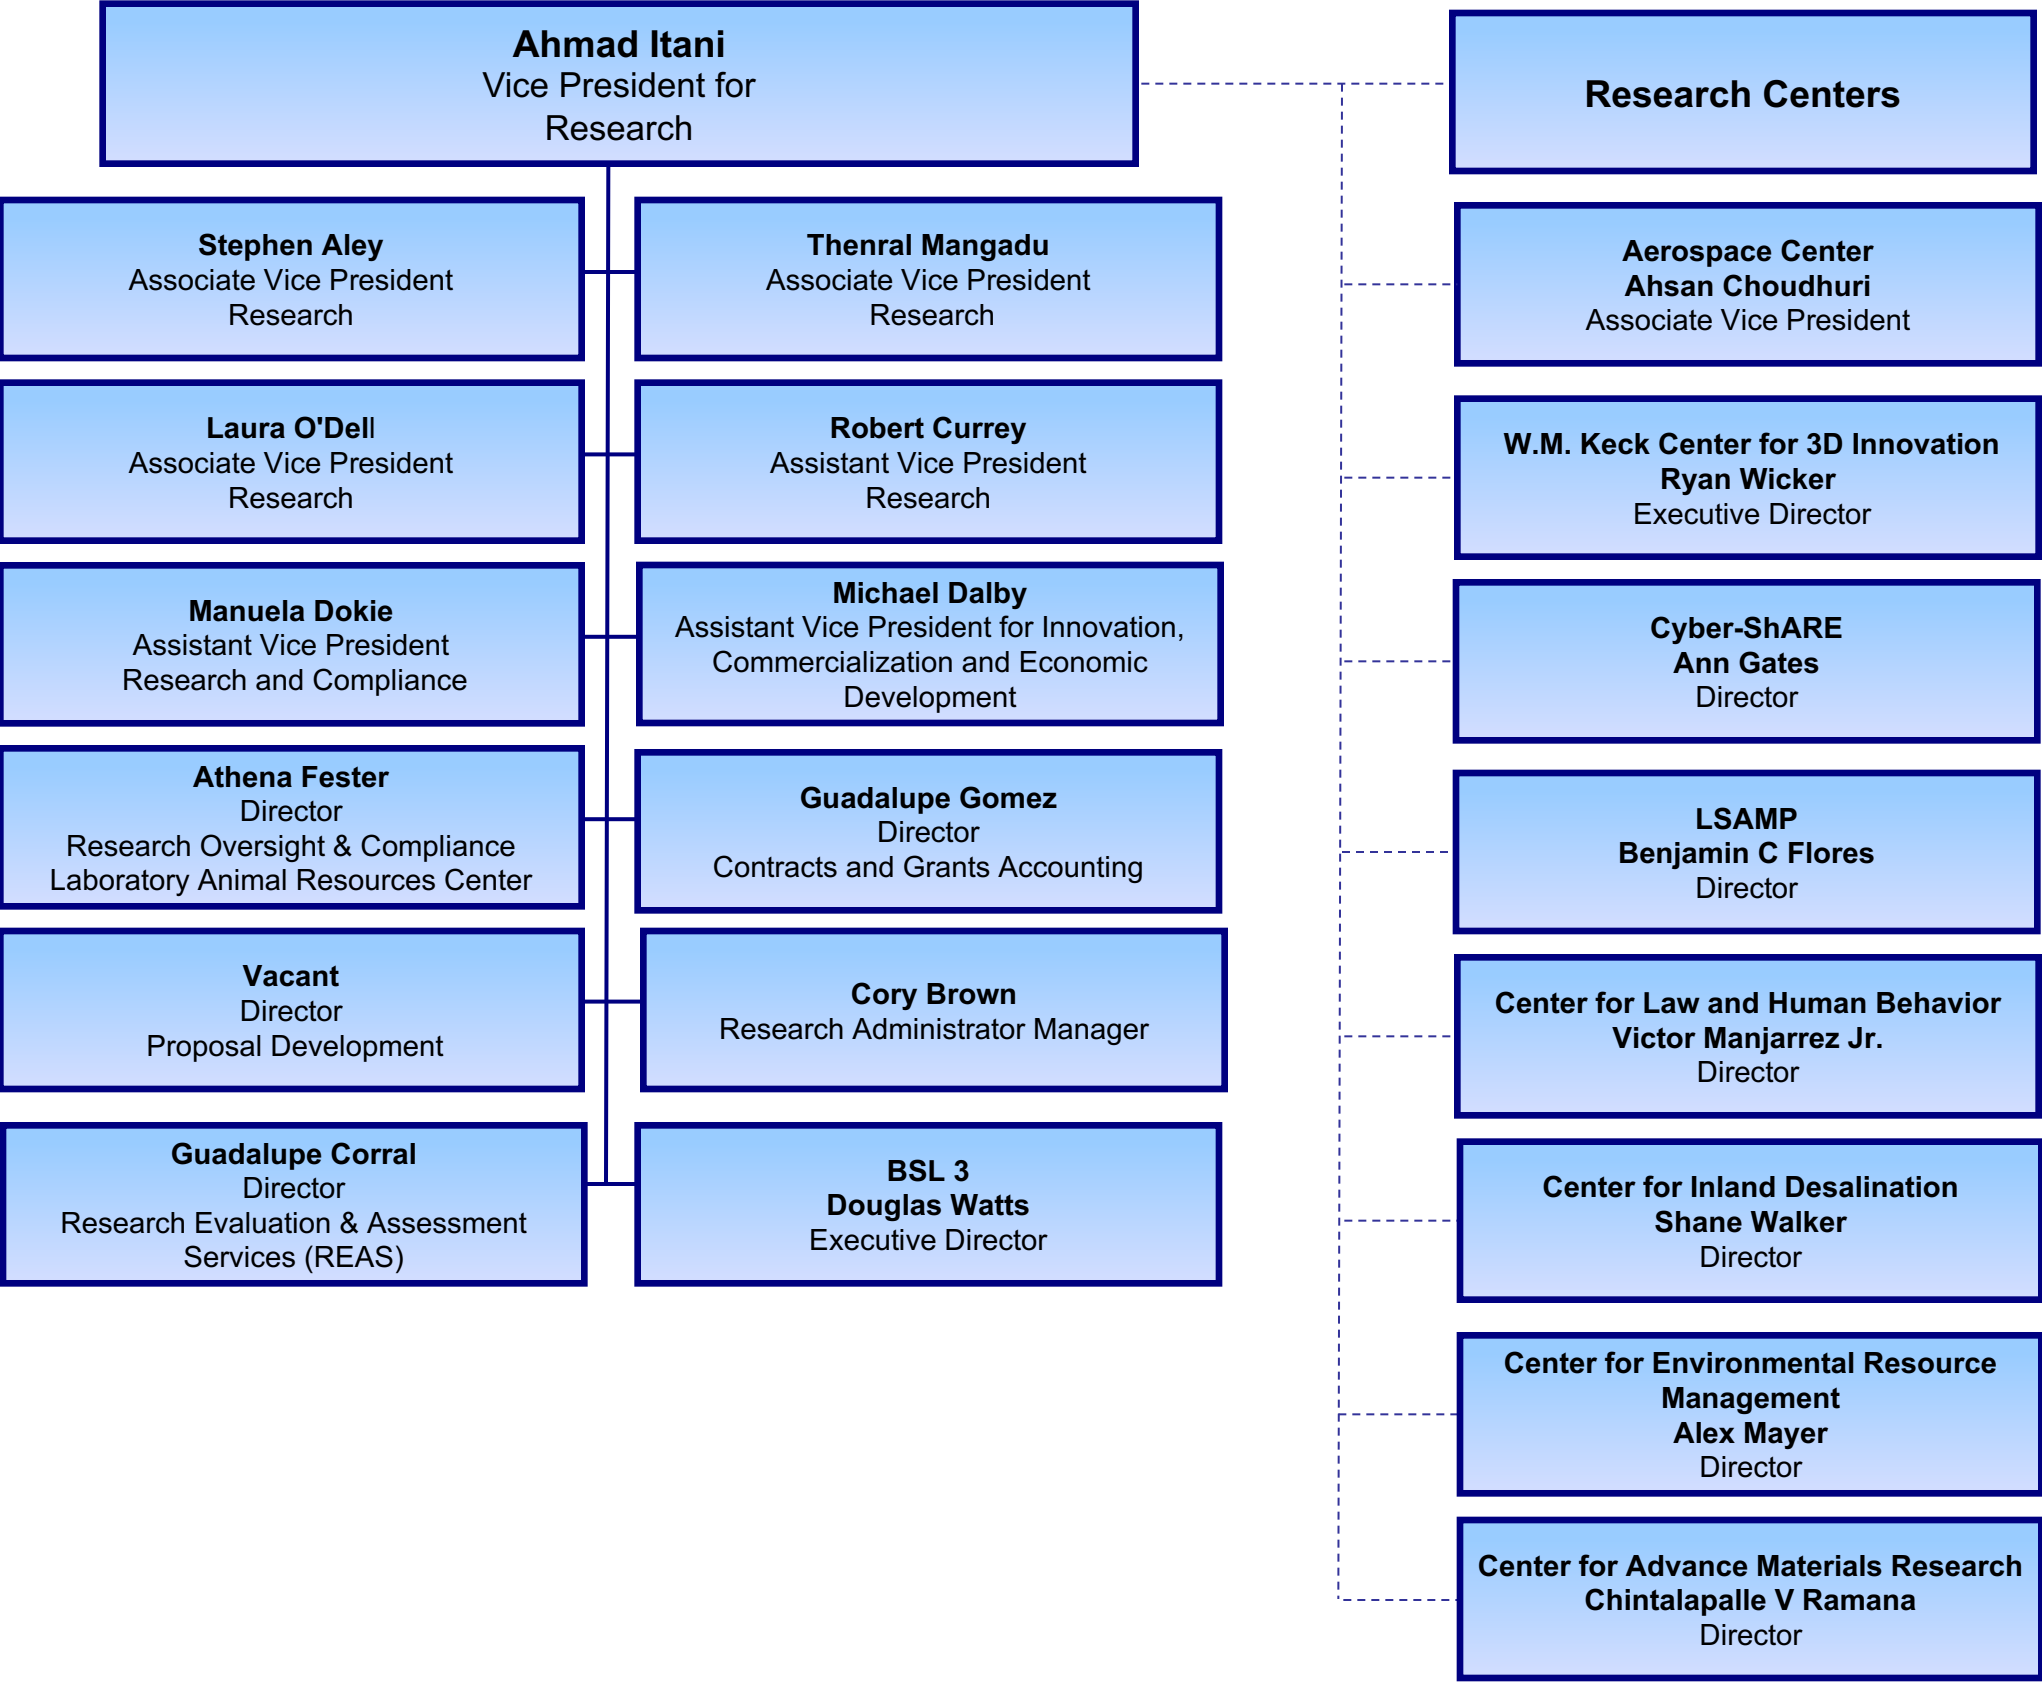 Ahmad Itani
Vice President for
Research
Research Centers
Stephen Aley
Associate Vice President
Research
Thenral Mangadu
Associate Vice President
Research
Aerospace Center
Ahsan Choudhuri
Associate Vice President
Laura O'Dell
Associate Vice President
Research
Robert Currey
Assistant Vice President
Research
W.M. Keck Center for 3D Innovation
Ryan Wicker
Executive Director
Manuela Dokie
Assistant Vice President
Research and Compliance
Michael Dalby
Assistant Vice President for Innovation,
Commercialization and Economic
Development
Cyber-ShARE
Ann Gates
Director
Athena Fester
Director
Research Oversight & Compliance
Laboratory Animal Resources Center
Guadalupe Gomez
Director
Contracts and Grants Accounting
LSAMP
Benjamin C Flores
Director
Vacant
Director
Proposal Development
Cory Brown
Research Administrator Manager
Center for Law and Human Behavior
Victor Manjarrez Jr.
Director
Guadalupe Corral
Director
Research Evaluation & Assessment
Services (REAS)
BSL 3
Douglas Watts
Executive Director
Center for Inland Desalination
Shane Walker
Director
Center for Environmental Resource
Management
Alex Mayer
Director
Center for Advance Materials Research
Chintalapalle V Ramana
Director